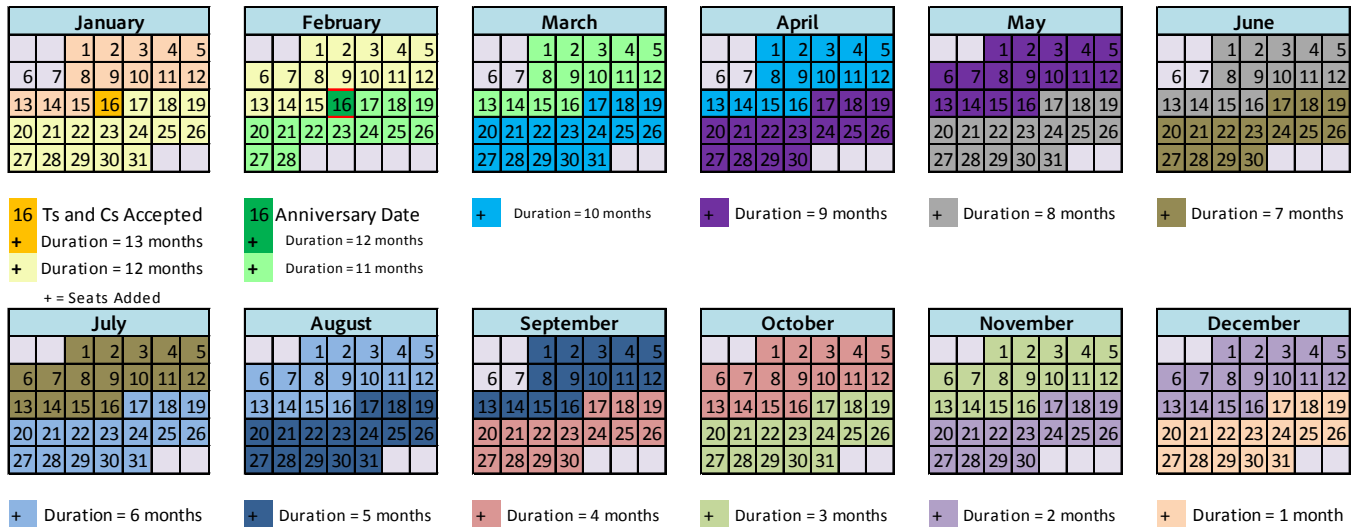 January February March April May June
1 2 3 4 5 1 2 3 4 5 1 2 3 4 5 1 2 3 4 5 1 2 3 4 5 1 2 3 4 5
6 7 8 9 10 11 12 6 7 8 9 10 11 12 6 7 8 9 10 11 12 6 7 8 9 10 11 12 6 7 8 9 10 11 12 6 7 8 9 10 11 12
13 14 15 16 17 18 19 13 14 15 16 17 18 19 13 14 15 16 17 18 19 13 14 15 16 17 18 19 13 14 15 16 17 18 19 13 14 15 16 17 18 19
20 21 22 23 24 25 26 20 21 22 23 24 25 26 20 21 22 23 24 25 26 20 21 22 23 24 25 26 20 21 22 23 24 25 26 20 21 22 23 24 25 26
27 28 29 30 31 27 28 27 28 29 30 31 27 28 29 30 27 28 29 30 31 27 28 29 30
16 Ts and Cs Accepted 16 Anniversary Date + Duration = 10 months + Duration = 9 months + Duration = 8 months + Duration = 7 months
+ Duration = 13 months + Duration = 12 months
+ Duration = 12 months + Duration = 11 months
+ = Seats Added
July August September October November December
1 2 3 4 5 1 2 3 4 5 1 2 3 4 5 1 2 3 4 5 1 2 3 4 5 1 2 3 4 5
6 7 8 9 10 11 12 6 7 8 9 10 11 12 6 7 8 9 10 11 12 6 7 8 9 10 11 12 6 7 8 9 10 11 12 6 7 8 9 10 11 12
13 14 15 16 17 18 19 13 14 15 16 17 18 19 13 14 15 16 17 18 19 13 14 15 16 17 18 19 13 14 15 16 17 18 19 13 14 15 16 17 18 19
20 21 22 23 24 25 26 20 21 22 23 24 25 26 20 21 22 23 24 25 26 20 21 22 23 24 25 26 20 21 22 23 24 25 26 20 21 22 23 24 25 26
27 28 29 30 31 27 28 29 30 31 27 28 29 30 27 28 29 30 31 27 28 29 30 27 28 29 30 31
+ Duration = 6 months + Duration = 5 months + Duration = 4 months + Duration = 3 months + Duration = 2 months + Duration = 1 month